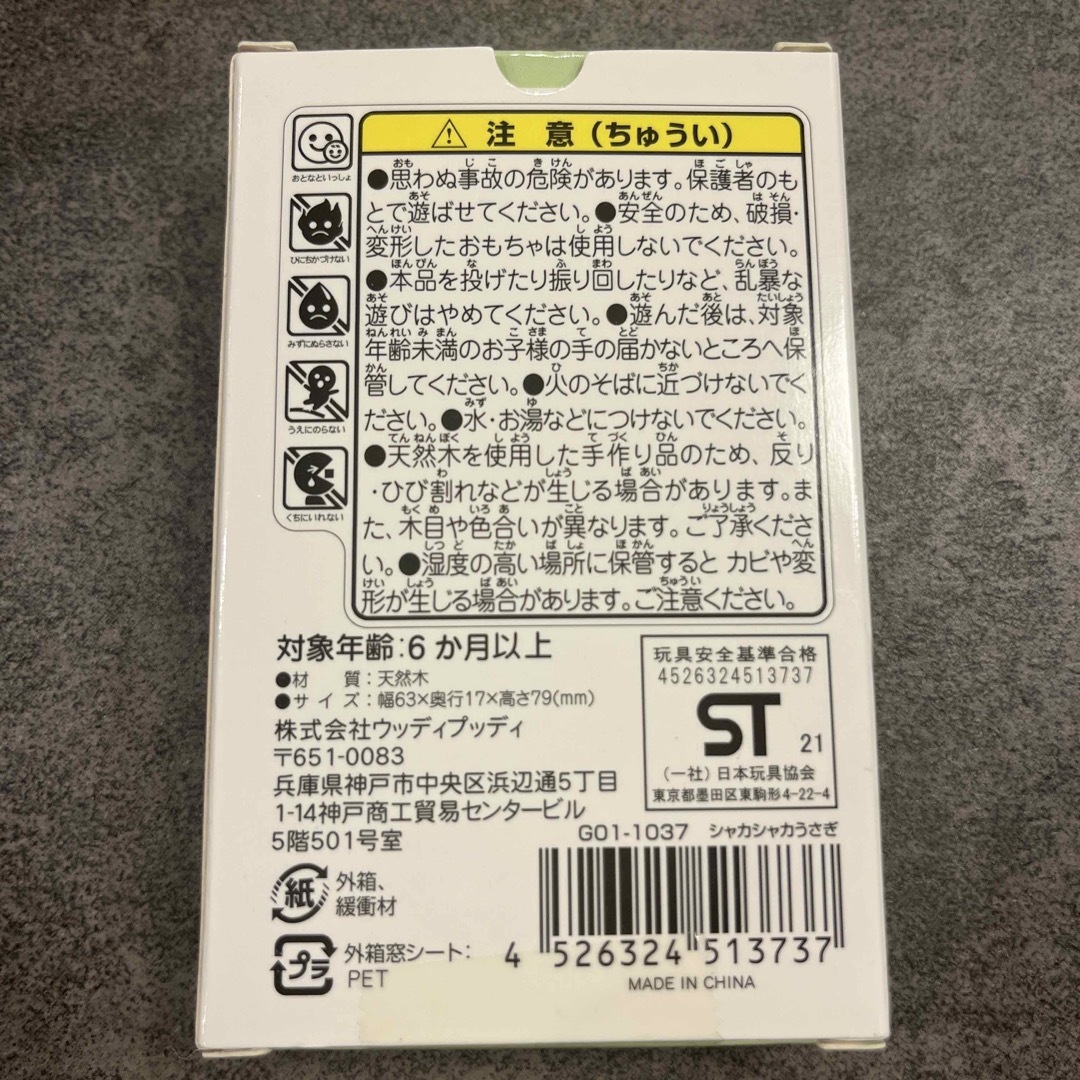 注 意（ちゅうい）
●思わぬ事故の危険があります。保護者のも
とで遊ばせてください。●安全のため、破損・
変形したおもちゃは使用しないでください。
●本品を投げたり振り回したりなど、乱暴な
遊びはやめてください。●遊んだ後は、対象
年齢未満のお子様の手の届かないところへ保
管してください。●火のそばに近づけないでく
ださい。●水・お湯などにつけないでください。
●天然木を使用した手作り品のため、反り
・ひび割れなどが生じる場合があります。ま
た、木目や色合いが異なります。ご了承くださ
い。●湿度の高い場所に保管すると カビや変
形が生じる場合があります。ご注意ください。
おとなといっしょ
ひにちかづけない
みずにぬらさない
うえにのらない
くちにいれない
対象年齢：6か月以上
●材 質：天然木
●サイズ：幅63×奥行17×高さ79(mm)
株式会社ウッディプッディ
〒651-0083
兵庫県神戸市中央区浜辺通5丁目
1-14神戸商工貿易センタービル
5階501号室
玩具安全基準合格
4526324513737
ST 21
（一社）日本玩具協会
東京都墨田区東駒形4-22-4
G01-1037 シャカシャカうさぎ
紙 外箱、
緩衝材
プラ 外箱窓シート：
PET
4 526324 513737
MADE IN CHINA